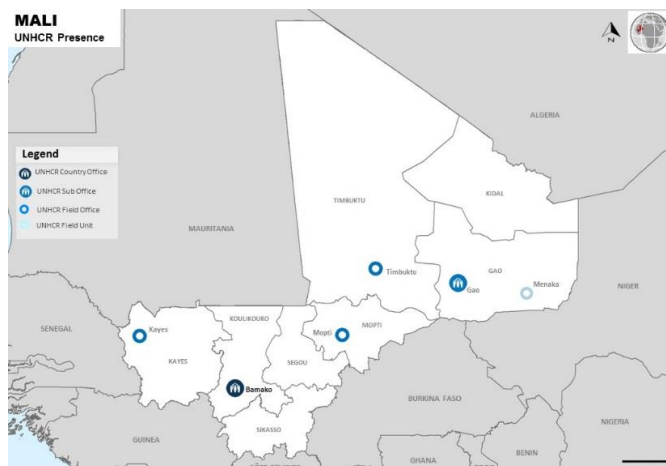 MALI
UNHCR Presence
N
ALGERIA
Legend
UNHCR Country Office
UNHCR Sub Office
UNHCR Field Office
UNHCR Field Unit
TIMBUKTU
KIDAL
MAURITANIA
Timbuktu
GAO
Gao
Menaka
NIGER
SENEGAL
Kayes
KOULIKOURO
Mopti
MOPTI
KAYES
SEGOU
Bamako
BURKINA FASO
SIKASSO
GUINEA
NIGERIA
BENIN
GHANA